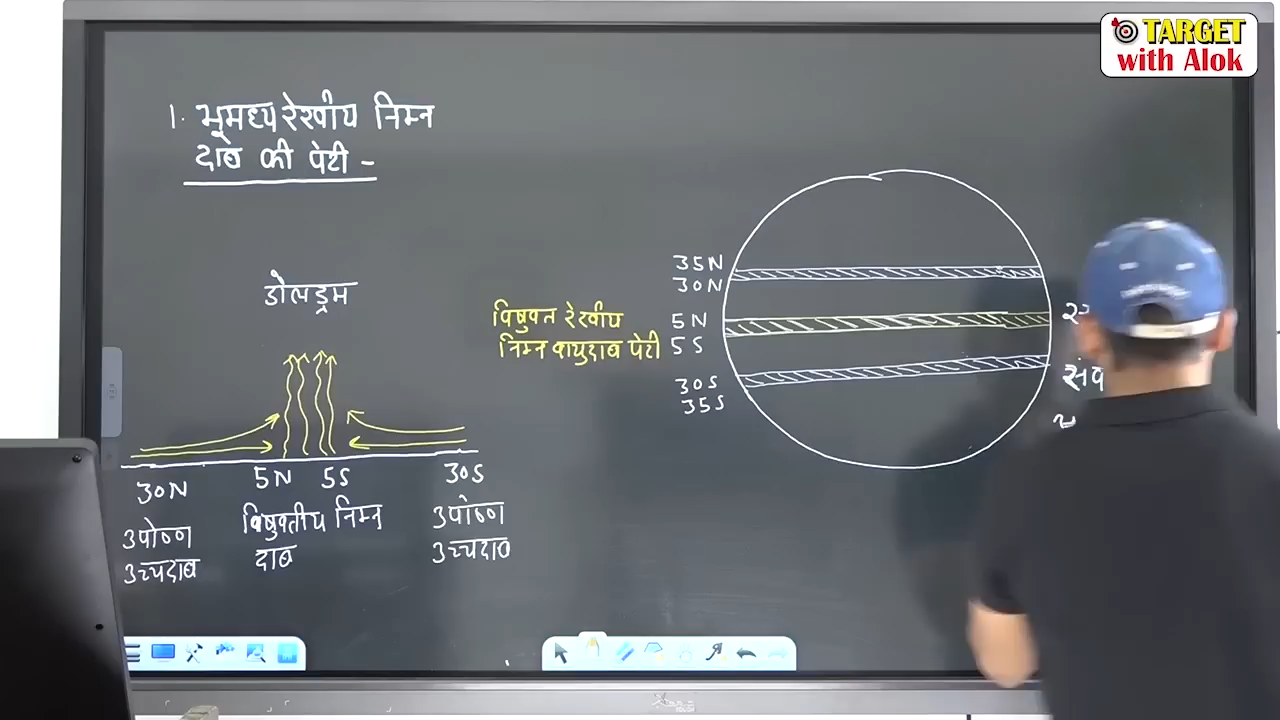 TARGET
with Alok
1. भूमध्य रेखीय निम्न
दाब की पेटी -
डोलड्रम
30N 5N 5S 30S
उपोष्ण
उच्चदाब
विषुवतीय निम्न
दाब
उपोष्ण
उच्चदाब
विषुवत रेखीय
निम्न वायुदाब पेटी
35N
30N
5N
5S
30S
35S